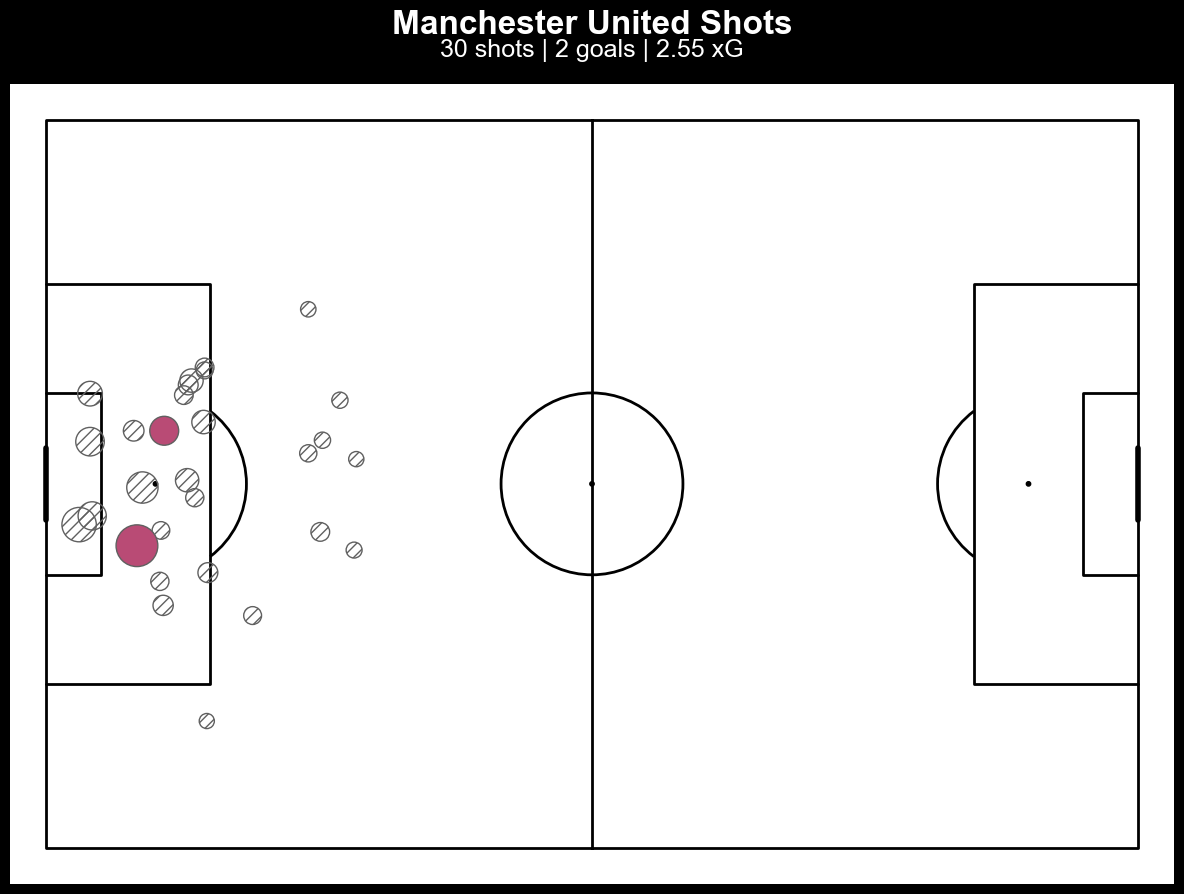 Manchester United Shots
30 shots | 2 goals | 2.55 xG